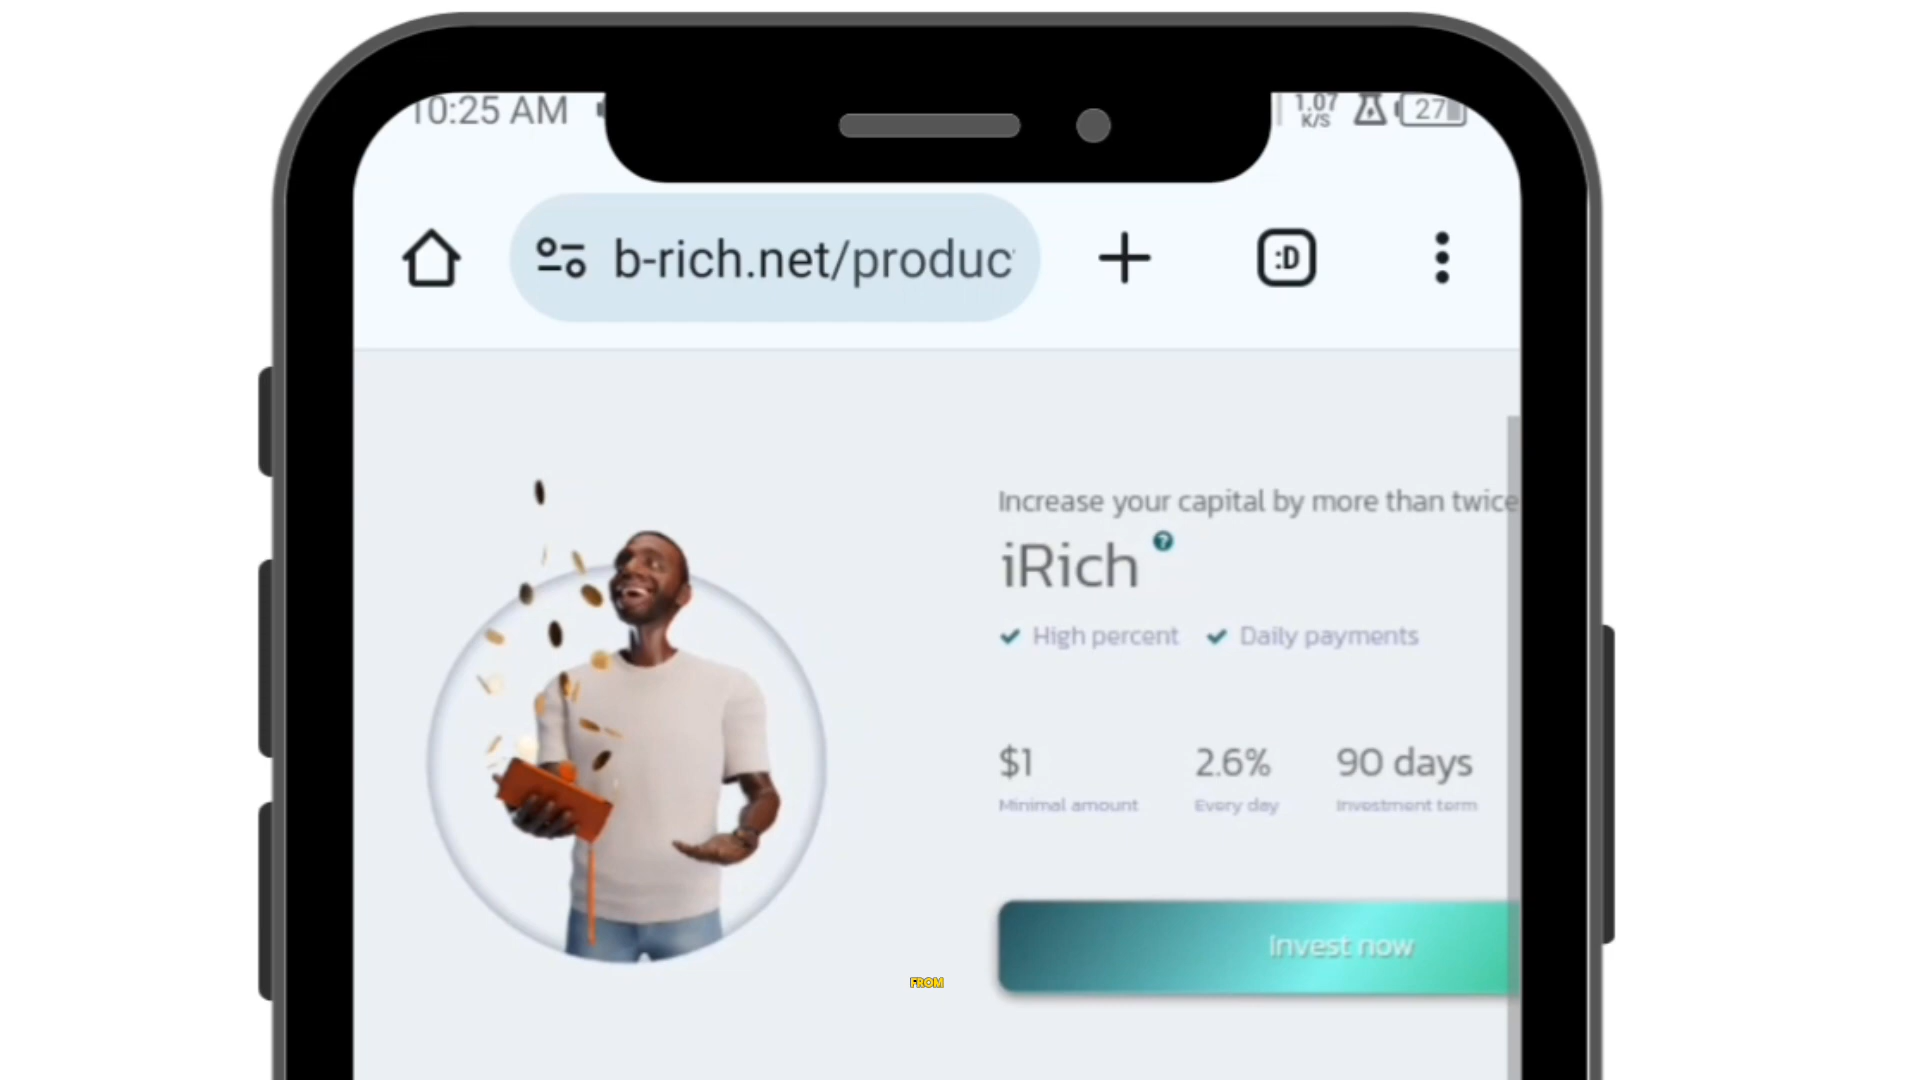 10:25 AM
1.07
K/S
27
b-rich.net/produc
:D
Increase your capital by more than twice
iRich
?
High percent
Daily payments
$1
2.6%
90 days
Minimal amount
Every day
Investment term
Invest now
FROM